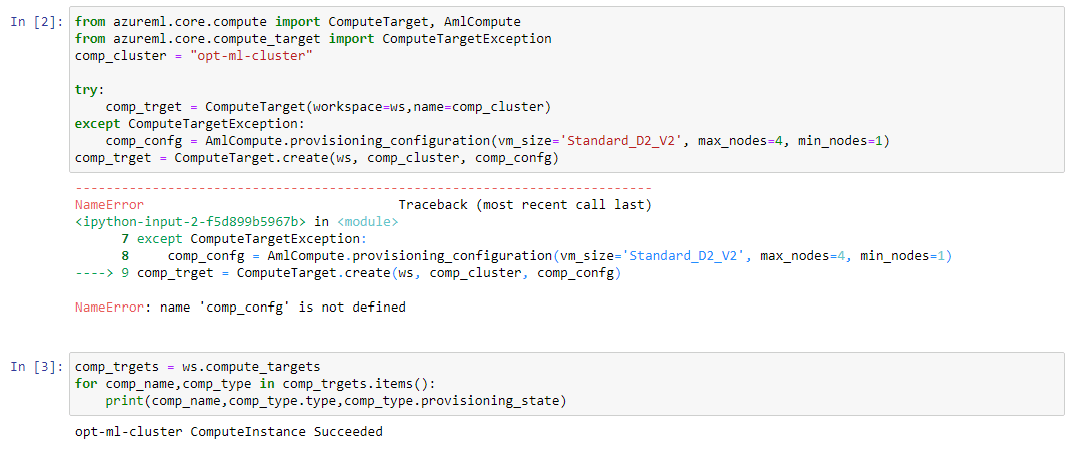 In [2]: from azureml.core.compute import ComputeTarget, AmlCompute
from azureml.core.compute_target import ComputeTargetException
comp_cluster = "opt-ml-cluster"
try:
    comp_trget = ComputeTarget(workspace=ws,name=comp_cluster)
except ComputeTargetException:
    comp_confg = AmlCompute.provisioning_configuration(vm_size='Standard_D2_V2', max_nodes=4, min_nodes=1)
comp_trget = ComputeTarget.create(ws, comp_cluster, comp_confg)
---------------------------------------------------------------------------
NameError                                 Traceback (most recent call last)
<ipython-input-2-f5d899b5967b> in <module>
      7 except ComputeTargetException:
      8     comp_confg = AmlCompute.provisioning_configuration(vm_size='Standard_D2_V2', max_nodes=4, min_nodes=1)
----> 9 comp_trget = ComputeTarget.create(ws, comp_cluster, comp_confg)
NameError: name 'comp_confg' is not defined
In [3]: comp_trgets = ws.compute_targets
for comp_name,comp_type in comp_trgets.items():
    print(comp_name,comp_type.type,comp_type.provisioning_state)
opt-ml-cluster ComputeInstance Succeeded